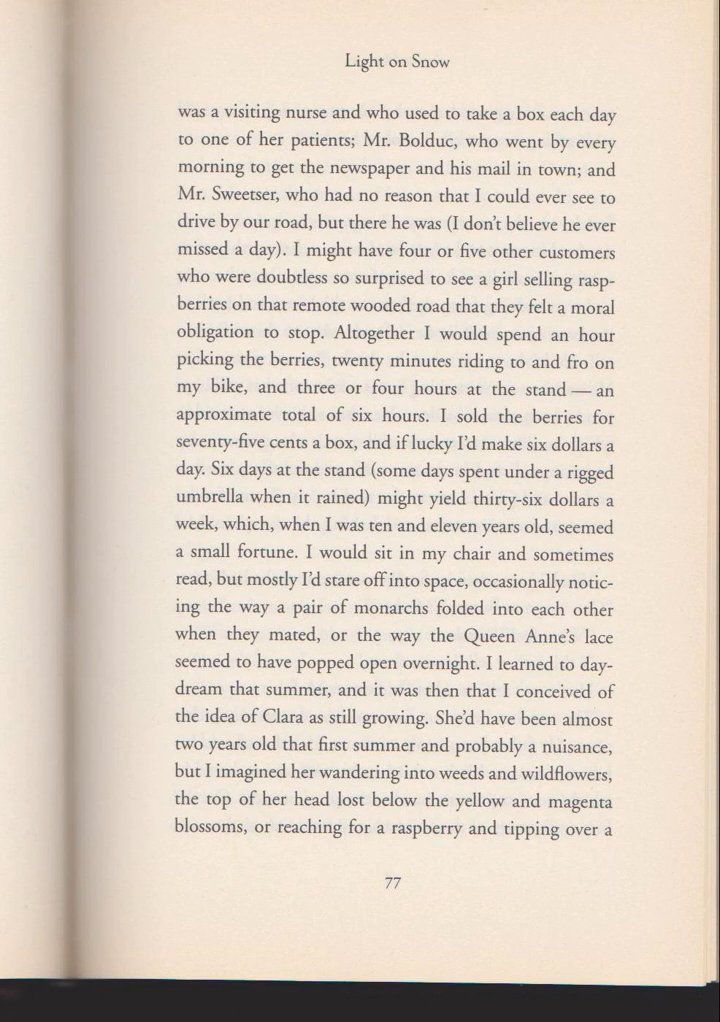 Light on Snow
was a visiting nurse and who used to take a box each day
to one of her patients; Mr. Bolduc, who went by every
morning to get the newspaper and his mail in town; and
Mr. Sweetser, who had no reason that I could ever see to
drive by our road, but there he was (I don't believe he ever
missed a day). I might have four or five other customers
who were doubtless so surprised to see a girl selling rasp-
berries on that remote wooded road that they felt a moral
obligation to stop. Altogether I would spend an hour
picking the berries, twenty minutes riding to and fro on
my bike, and three or four hours at the stand — an
approximate total of six hours. I sold the berries for
seventy-five cents a box, and if lucky I'd make six dollars a
day. Six days at the stand (some days spent under a rigged
umbrella when it rained) might yield thirty-six dollars a
week, which, when I was ten and eleven years old, seemed
a small fortune. I would sit in my chair and sometimes
read, but mostly I'd stare off into space, occasionally notic-
ing the way a pair of monarchs folded into each other
when they mated, or the way the Queen Anne's lace
seemed to have popped open overnight. I learned to day-
dream that summer, and it was then that I conceived of
the idea of Clara as still growing. She'd have been almost
two years old that first summer and probably a nuisance,
but I imagined her wandering into weeds and wildflowers,
the top of her head lost below the yellow and magenta
blossoms, or reaching for a raspberry and tipping over a
77